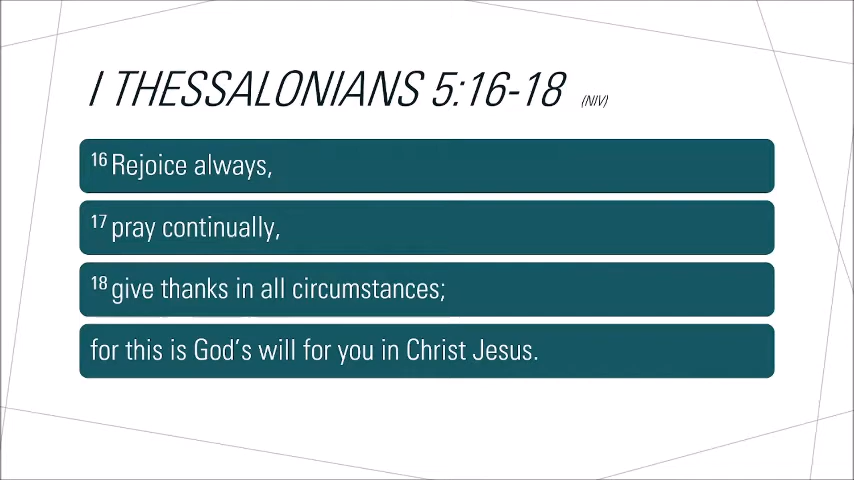 I THESSALONIANS 5:16-18 (NIV)
16 Rejoice always,
17 pray continually,
18 give thanks in all circumstances;
for this is God’s will for you in Christ Jesus.